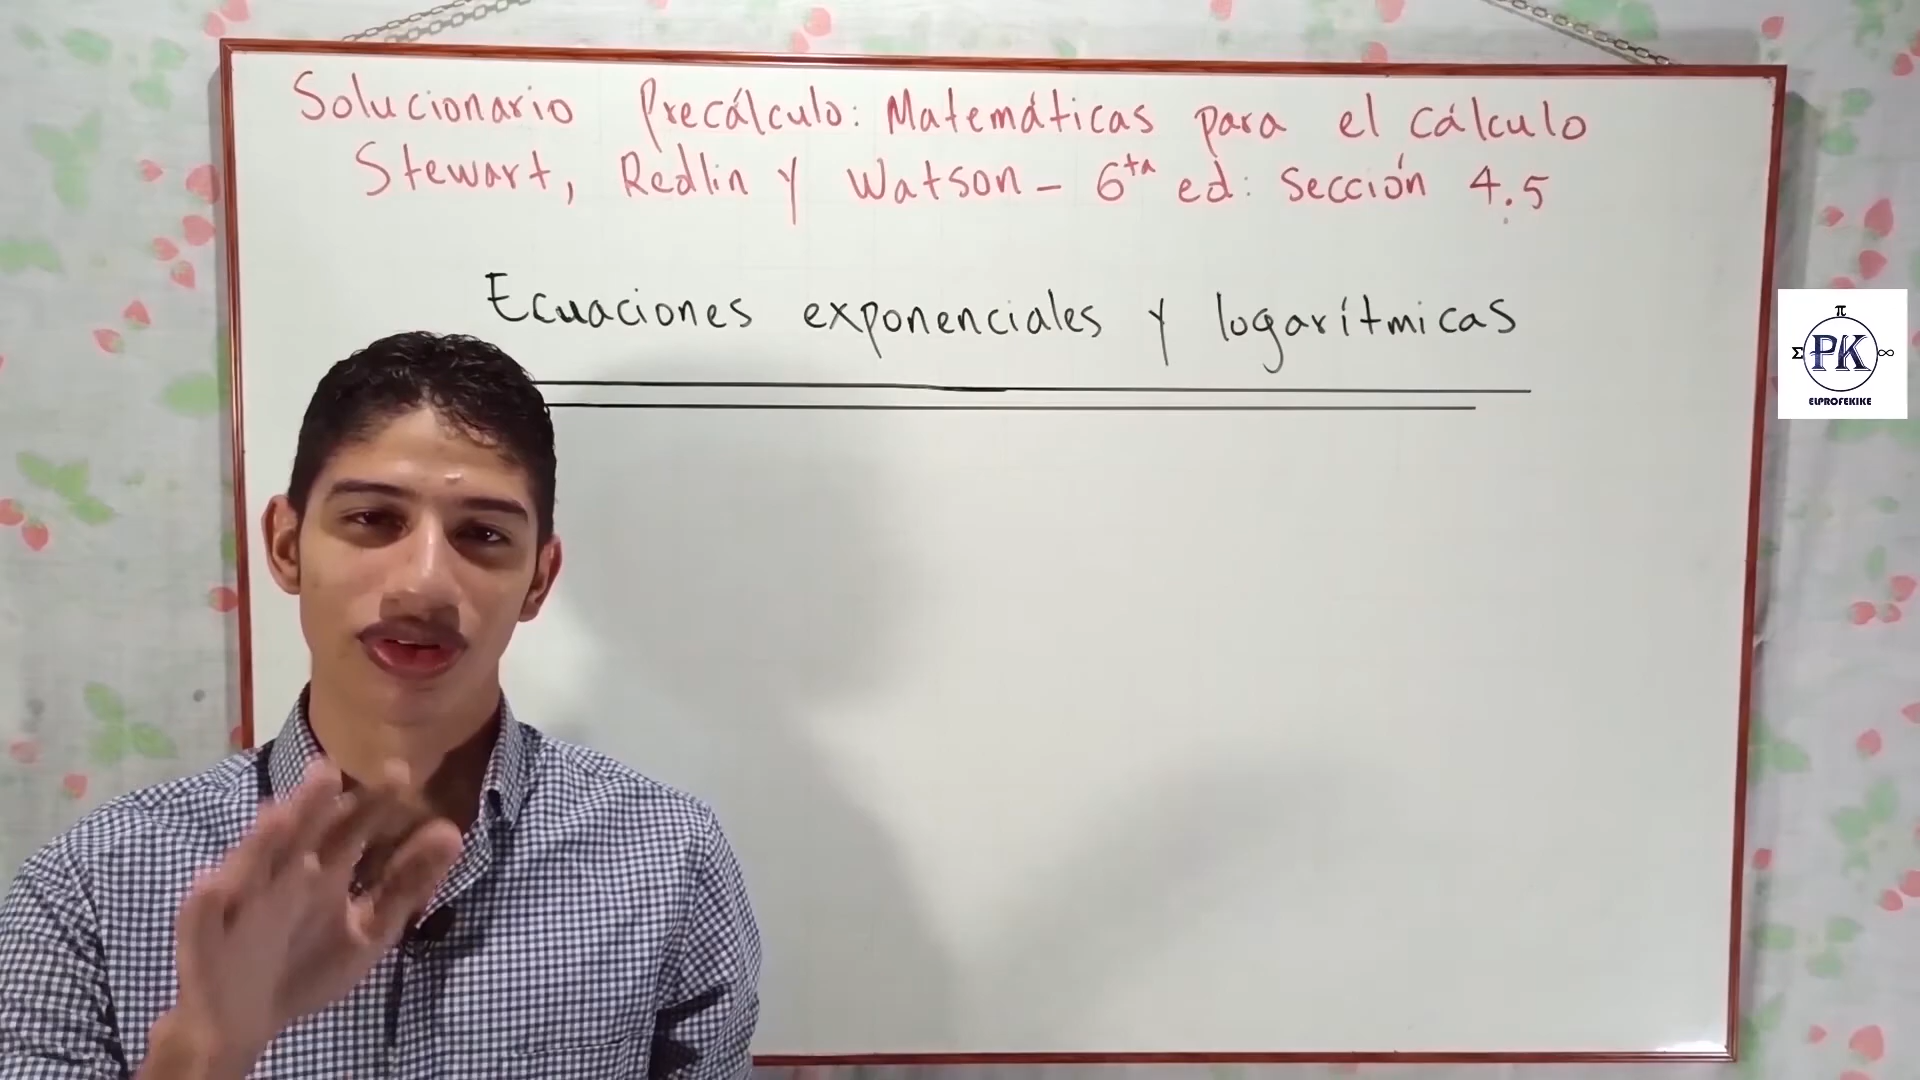 Solucionario Precálculo: Matemáticas para el cálculo
Stewart, Redlin y Watson - 6ta ed: Sección 4.5
Ecuaciones exponenciales y logarítmicas
π
Σ PK ∞
ELPROFEKIKE